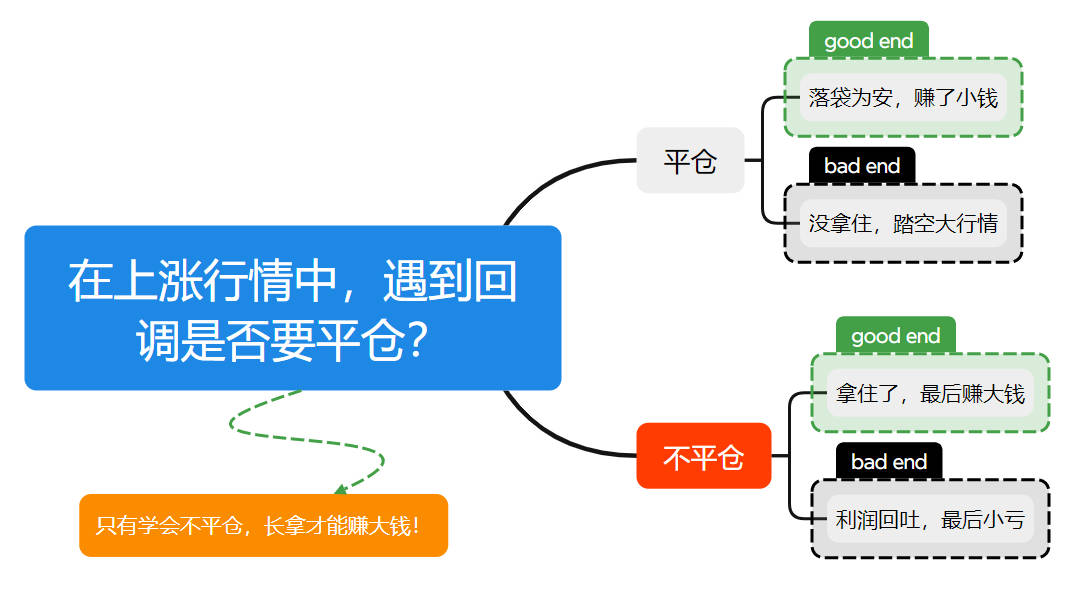 在上涨行情中，遇到回
调是否要平仓？
平仓
good end
落袋为安，赚了小钱
bad end
没拿住，踏空大行情
不平仓
good end
拿住了，最后赚大钱
bad end
利润回吐，最后小亏
只有学会不平仓，长拿才能赚大钱！